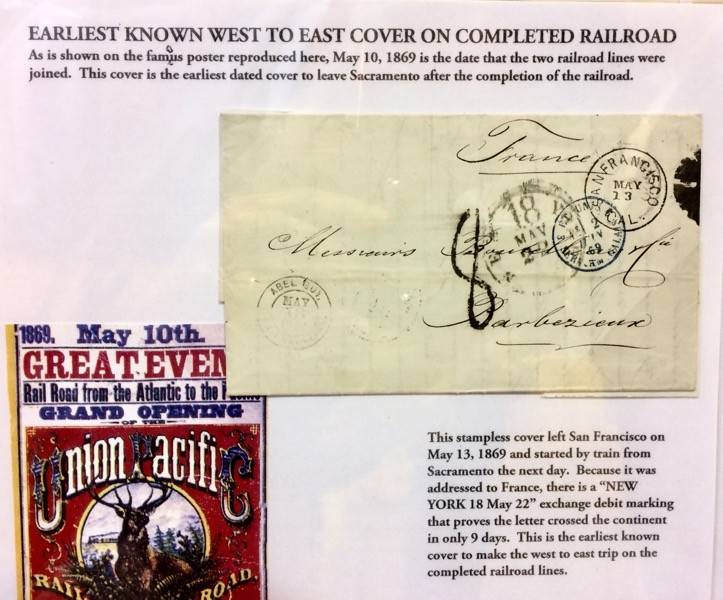 EARLIEST KNOWN WEST TO EAST COVER ON COMPLETED RAILROAD
As is shown on the famus poster reproduced here, May 10, 1869 is the date that the two railroad lines were
o
joined. This cover is the earliest dated cover to leave Sacramento after the completion of the railroad.
France
SAN FRANCISCO
MAY
13
CAL.
18
MAY
22
69
Messieurs
ABEL GUY.
MAY
Barbezieux
1869. May 10th.
GREAT EVEN
Rail Road from the Atlantic to the
GRAND OPENING
OF THE
Union Pacific
RAIL ROAD.
This stampless cover left San Francisco on
May 13, 1869 and started by train from
Sacramento the next day. Because it was
addressed to France, there is a “NEW
YORK 18 May 22” exchange debit marking
that proves the letter crossed the continent
in only 9 days. This is the earliest known
cover to make the west to east trip on the
completed railroad lines.